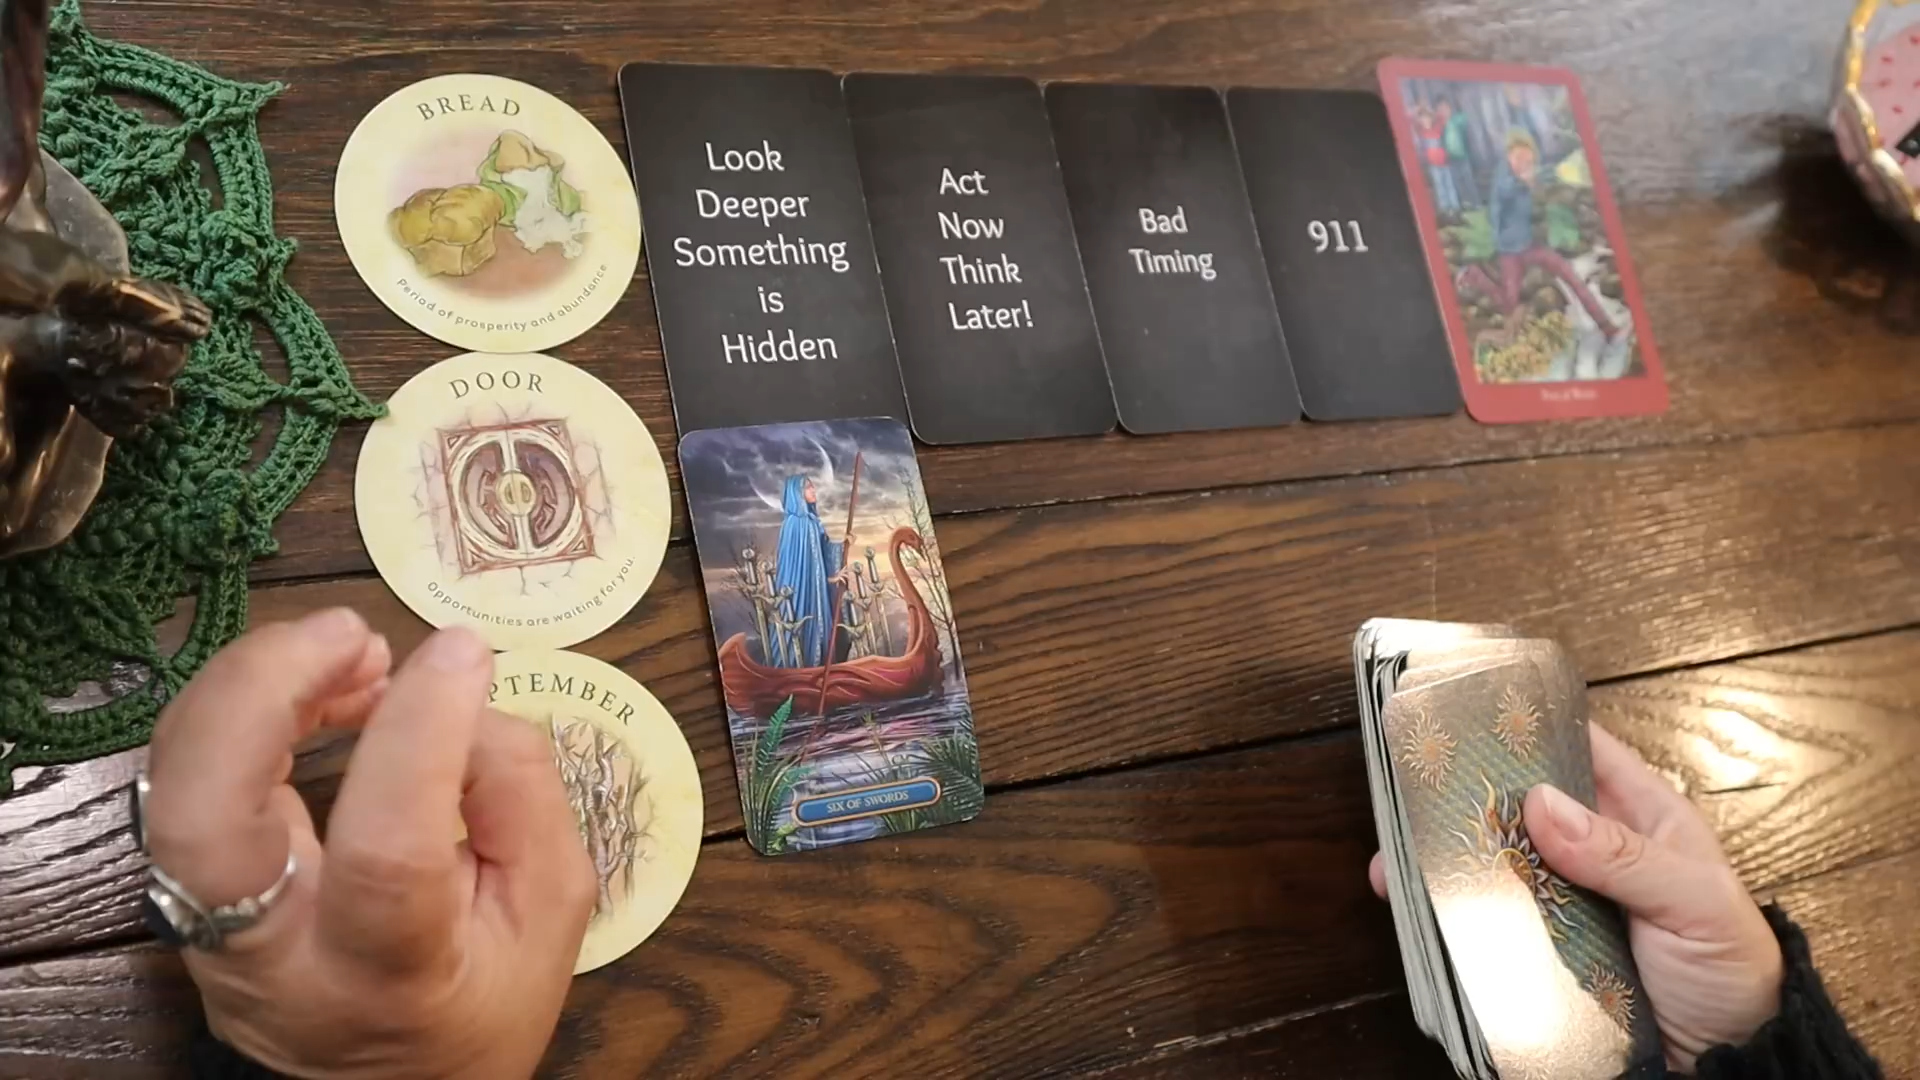 BREAD
Period of prosperity and abundance
DOOR
Opportunities are waiting for you.
PTEMBER
Look
Deeper
Something
is
Hidden
Act
Now
Think
Later!
Bad
Timing
911
SIX OF SWORDS